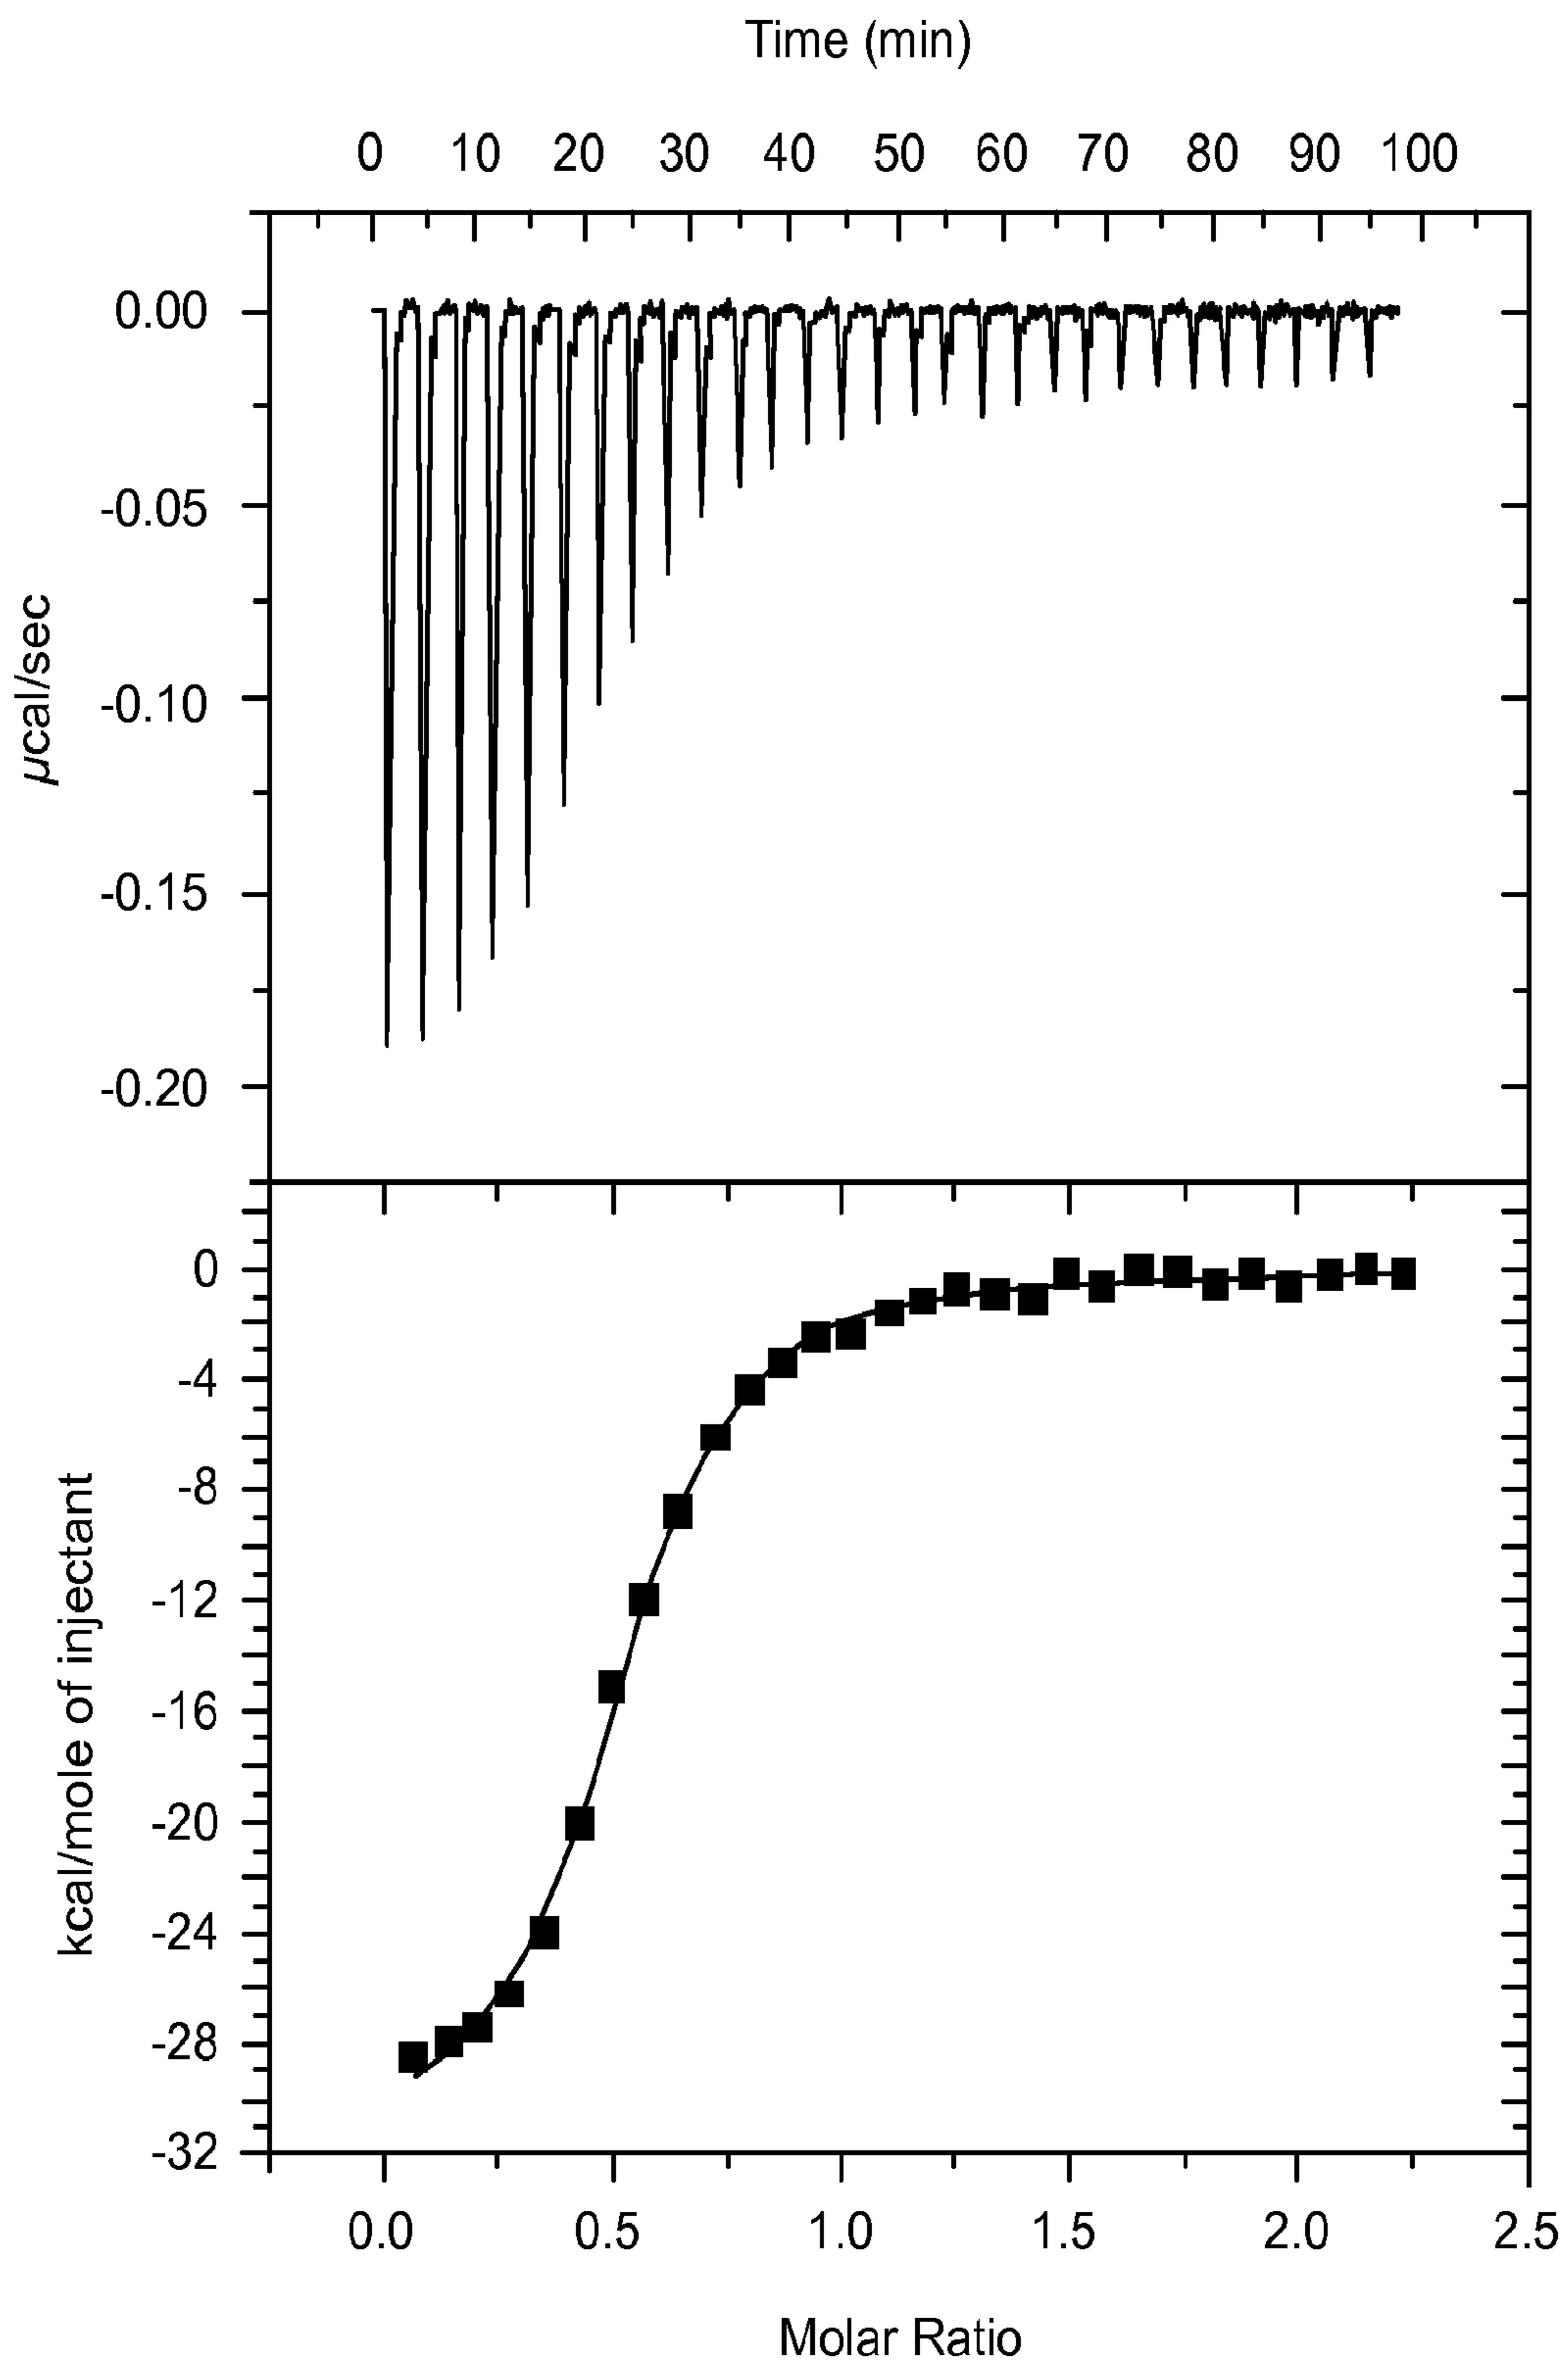 Time (min)
0 10 20 30 40 50 60 70 80 90 100
0.00
-0.05
-0.10
-0.15
-0.20
µcal/sec
0
-4
-8
-12
-16
-20
-24
-28
-32
kcal/mole of injectant
0.0 0.5 1.0 1.5 2.0 2.5
Molar Ratio